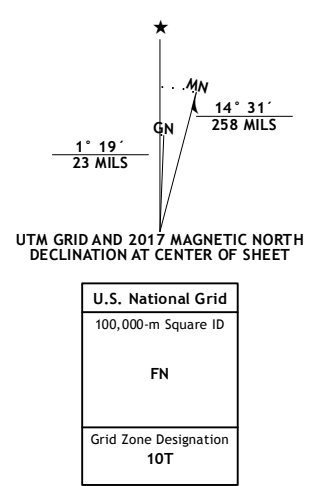 ★
MN
14° 31´
258 MILS
GN
1° 19´
23 MILS
UTM GRID AND 2017 MAGNETIC NORTH
DECLINATION AT CENTER OF SHEET
U.S. National Grid
100,000-m Square ID
FN
Grid Zone Designation
10T